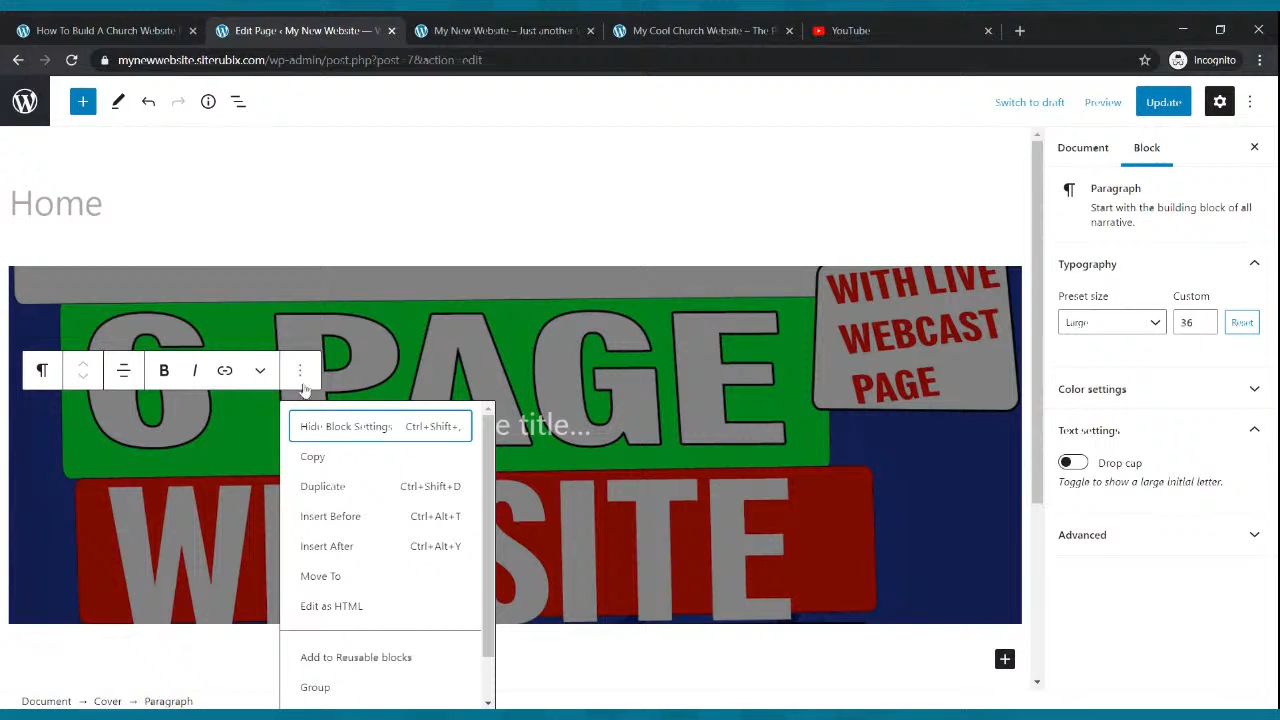 How To Build A Church Website
Edit Page ‹ My New Website — W
My New Website – Just another
My Cool Church Website – The P
YouTube
mynewwebsite.siterubix.com/wp-admin/post.php?post=7&action=edit
Incognito
Switch to draft
Preview
Update
Document
Block
Home
Paragraph
Start with the building block of all
narrative.
Typography
Preset size
Custom
Large
36
Reset
Color settings
Text settings
Drop cap
Toggle to show a large initial letter.
Advanced
6 PAGE
WITH LIVE
WEBCAST
PAGE
B I
e title...
Hide Block Settings Ctrl+Shift+,
Copy
Duplicate Ctrl+Shift+D
Insert Before Ctrl+Alt+T
Insert After Ctrl+Alt+Y
Move To
Edit as HTML
Add to Reusable blocks
Group
W SITE
Document → Cover → Paragraph